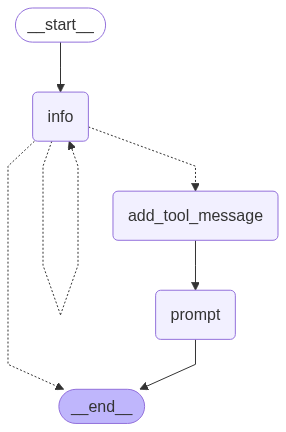 __start__
info
add_tool_message
prompt
__end__